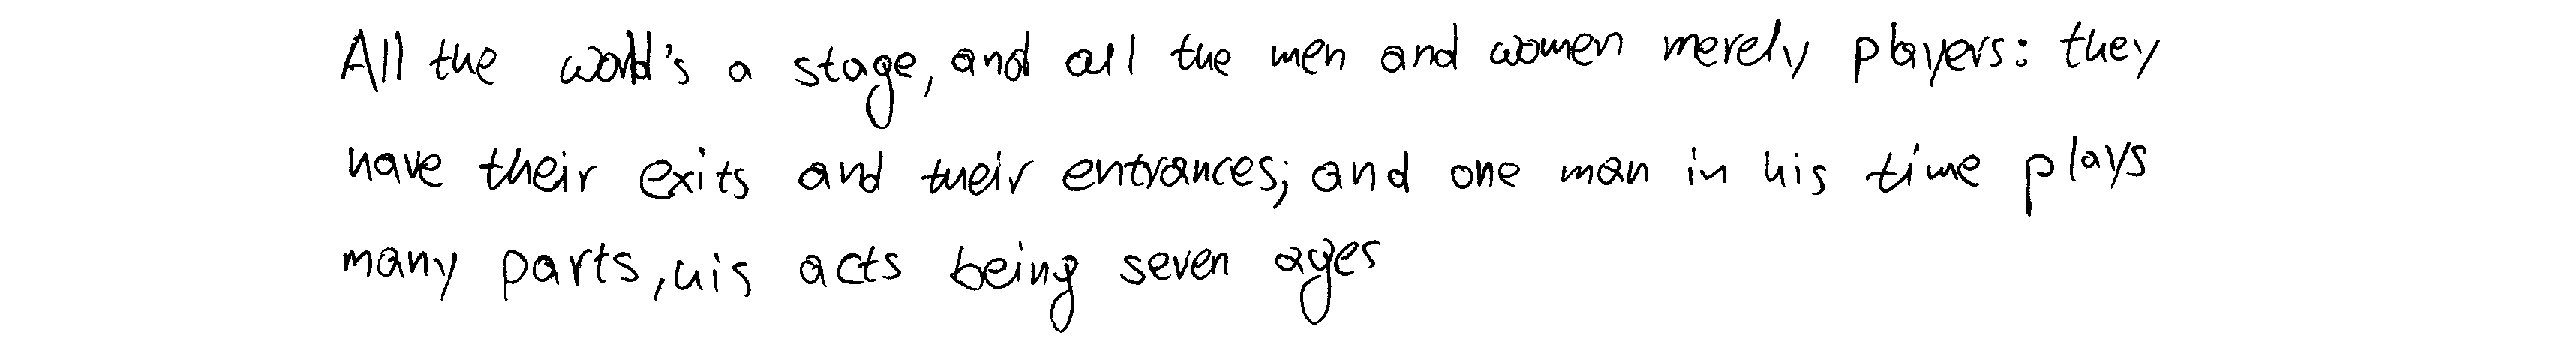 All the world's a stage, and all the men and women merely players: they
have their exits and their entrances; and one man in his time plays
many parts, his acts being seven ages